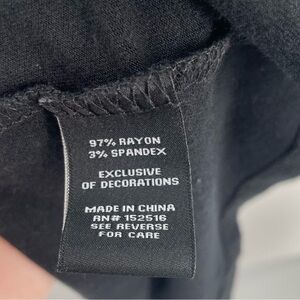 97% RAYON
3% SPANDEX
EXCLUSIVE
OF DECORATIONS
MADE IN CHINA
RN# 152516
SEE REVERSE
FOR CARE